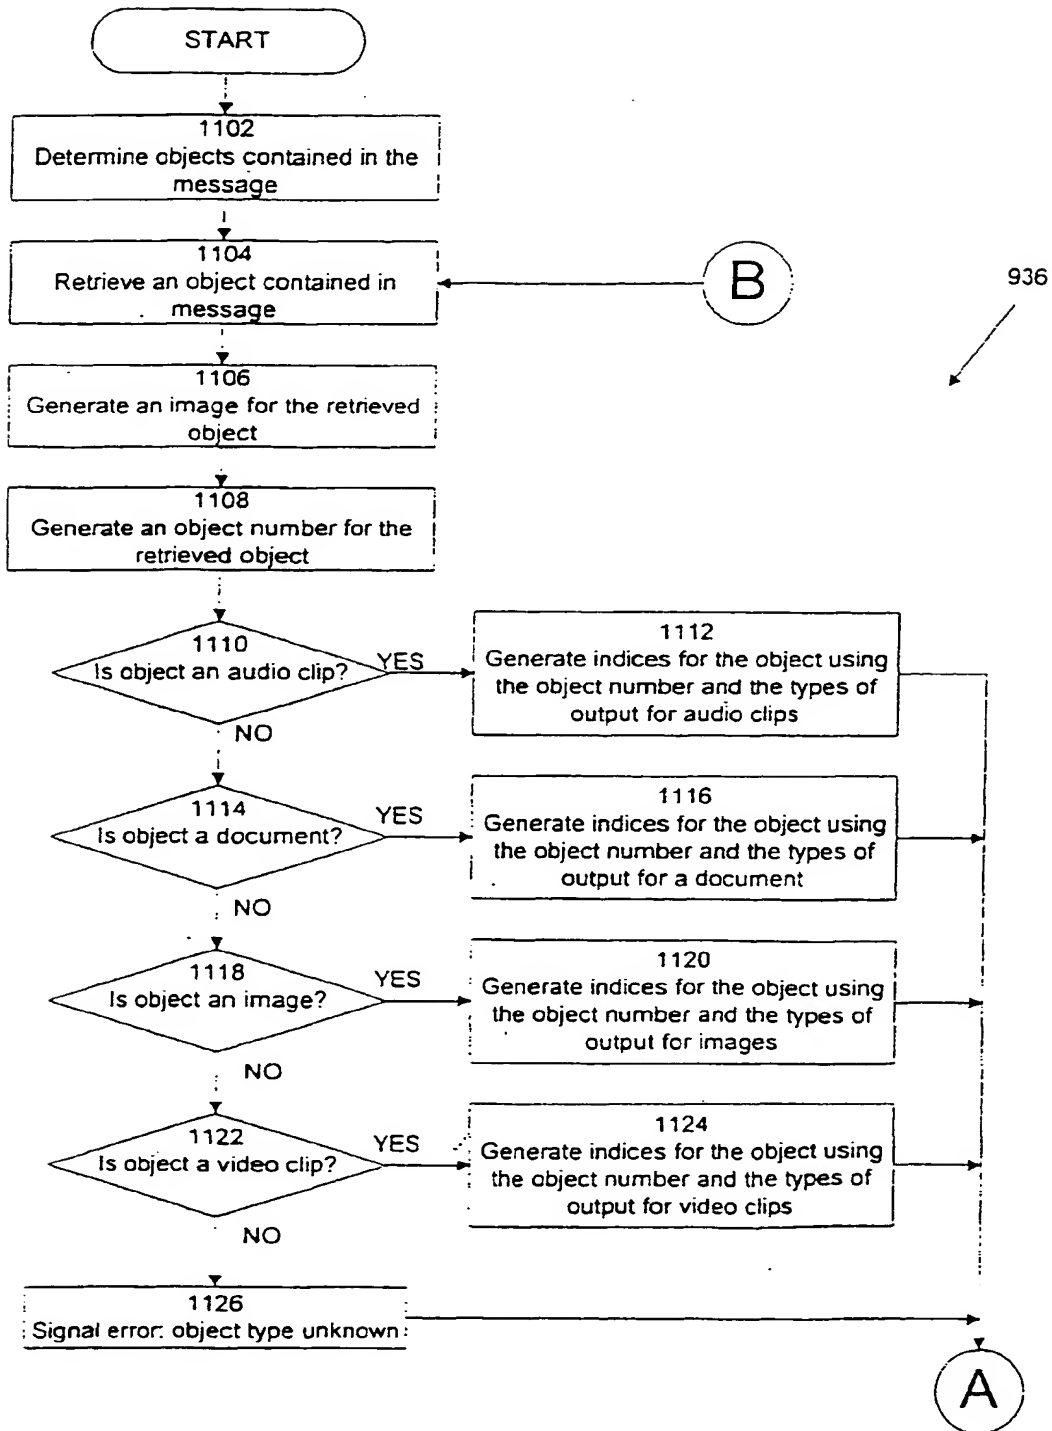 START
1102
Determine objects contained in the
message
1104
Retrieve an object contained in
message
B
936
1106
Generate an image for the retrieved
object
1108
Generate an object number for the
retrieved object
1110
Is object an audio clip?
YES
NO
1112
Generate indices for the object using
the object number and the types of
output for audio clips
1114
Is object a document?
YES
NO
1116
Generate indices for the object using
the object number and the types of
output for a document
1118
Is object an image?
YES
NO
1120
Generate indices for the object using
the object number and the types of
output for images
1122
Is object a video clip?
YES
NO
1124
Generate indices for the object using
the object number and the types of
output for video clips
1126
Signal error: object type unknown
A